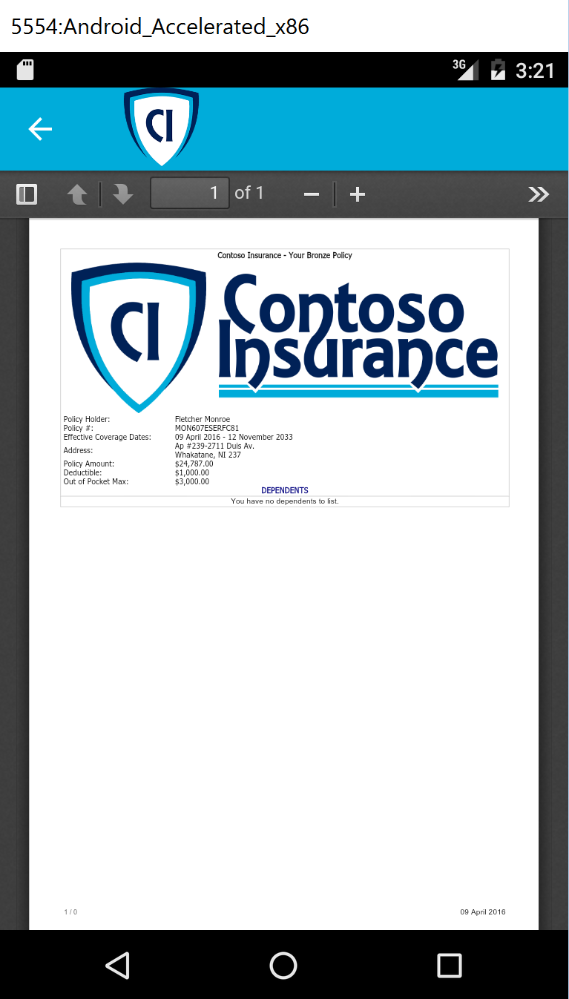 5554:Android_Accelerated_x86
3G 3:21
CI
1 of 1
Contoso Insurance - Your Bronze Policy
CI
Contoso
Insurance
Policy Holder: Fletcher Monroe
Policy #: MON607ESERFC81
Effective Coverage Dates: 09 April 2016 - 12 November 2033
Address: Ap #239-2711 Duis Av.
Whakatane, NI 237
Policy Amount: $24,787.00
Deductible: $1,000.00
Out of Pocket Max: $3,000.00
DEPENDENTS
You have no dependents to list.
1 / 0 09 April 2016